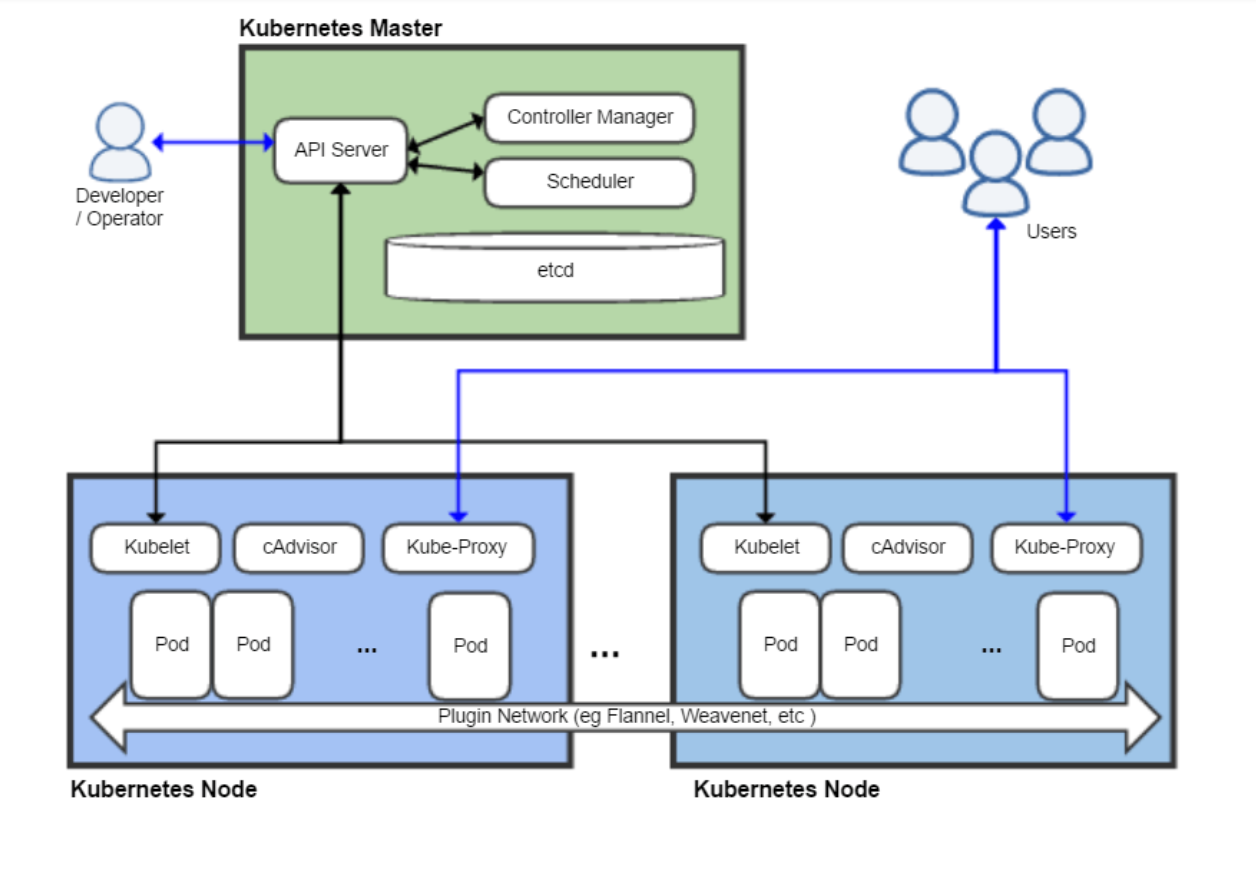 Kubernetes Master
Controller Manager
API Server
Scheduler
Developer
/ Operator
Users
etcd
Kubelet
cAdvisor
Kube-Proxy
Kubelet
cAdvisor
Kube-Proxy
Pod
Pod
...
Pod
...
Pod
Pod
...
Pod
Plugin Network (eg Flannel, Weavenet, etc )
Kubernetes Node
Kubernetes Node